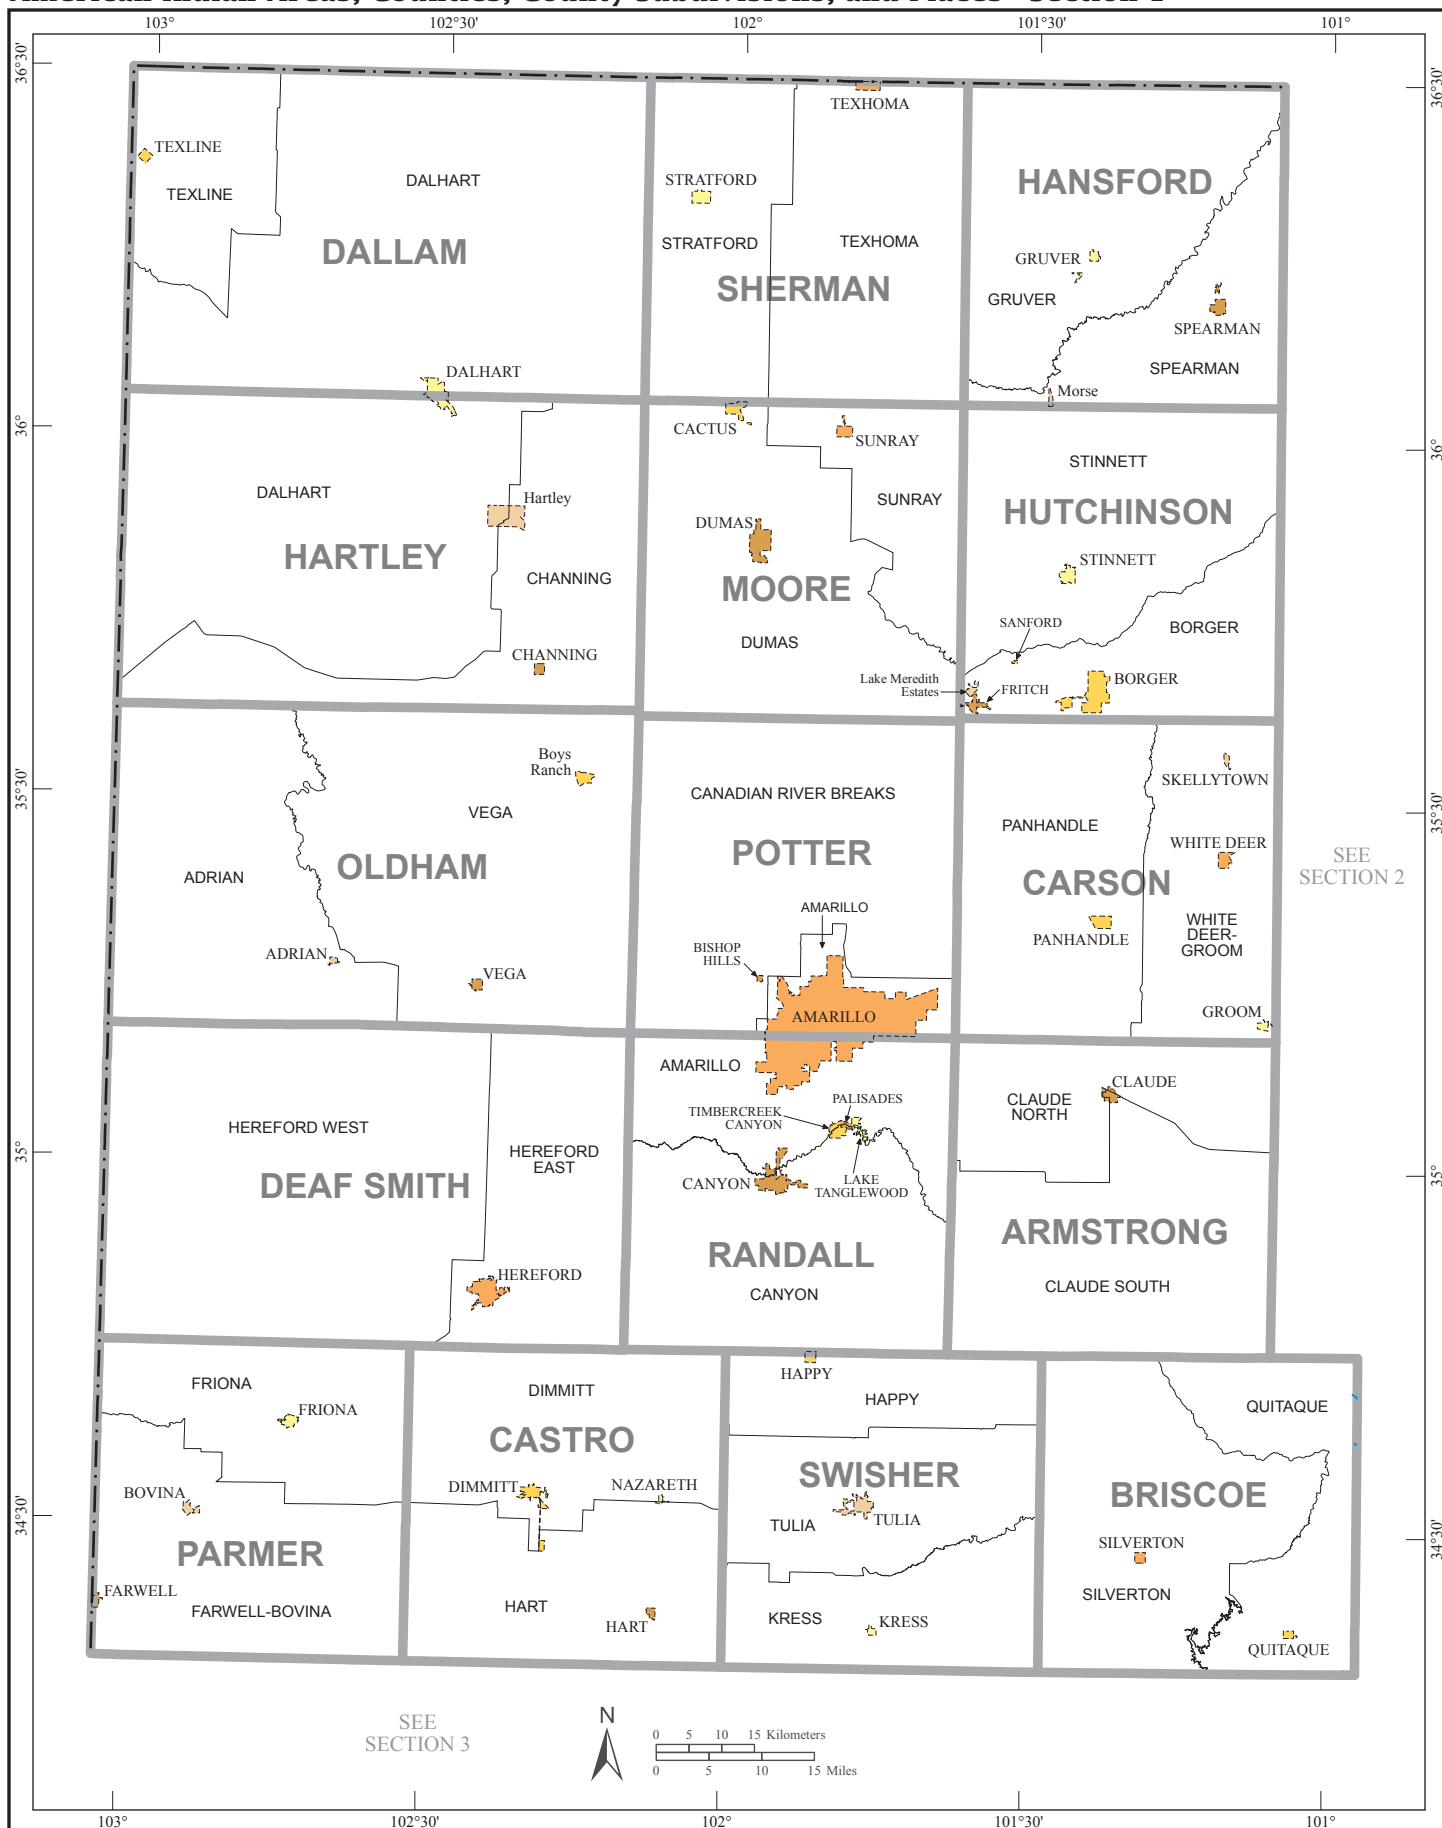 American Indian Areas, Counties, County Subdivisions, and Places - Section 1
103°
102°30'
102°
101°30'
101°
36°30'
36°30'
TEXHOMA
TEXLINE
TEXLINE
DALHART
STRATFORD
HANSFORD
DALLAM
STRATFORD
TEXHOMA
SHERMAN
GRUVER
GRUVER
SPEARMAN
SPEARMAN
DALHART
Morse
36°
36°
CACTUS
SUNRAY
STINNETT
DALHART
Hartley
SUNRAY
HUTCHINSON
DUMAS
HARTLEY
STINNETT
CHANNING
MOORE
SANFORD
BORGER
DUMAS
CHANNING
Lake Meredith
Estates
FRITCH
BORGER
Boys
Ranch
SKELLYTOWN
35°30'
35°30'
VEGA
CANADIAN RIVER BREAKS
PANHANDLE
WHITE DEER
SEE
SECTION 2
POTTER
OLDHAM
ADRIAN
CARSON
AMARILLO
WHITE
DEER-
GROOM
PANHANDLE
BISHOP
HILLS
ADRIAN
VEGA
AMARILLO
GROOM
AMARILLO
CLAUDE
CLAUDE
NORTH
PALISADES
TIMBERCREEK
CANYON
HEREFORD WEST
35°
35°
HEREFORD
EAST
DEAF SMITH
CANYON
LAKE
TANGLEWOOD
ARMSTRONG
RANDALL
HEREFORD
CANYON
CLAUDE SOUTH
HAPPY
FRIONA
DIMMITT
HAPPY
QUITAQUE
FRIONA
CASTRO
SWISHER
BRISCOE
DIMMITT
NAZARETH
BOVINA
34°30'
34°30'
TULIA
TULIA
PARMER
SILVERTON
FARWELL
SILVERTON
FARWELL-BOVINA
HART
HART
KRESS
KRESS
QUITAQUE
SEE
SECTION 3
N
0 5 10 15 Kilometers
0 5 10 15 Miles
103°
102°30'
102°
101°30'
101°